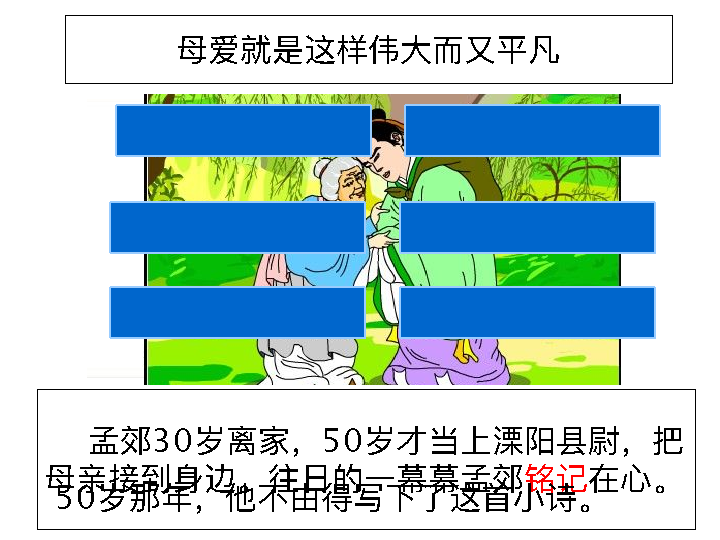 母爱就是这样伟大而又平凡
孟郊30岁离家，50岁才当上溧阳县尉，把
母亲接到身边。往日的一幕幕孟郊铭记在心。
50岁那年，他不由得写下了这首小诗。